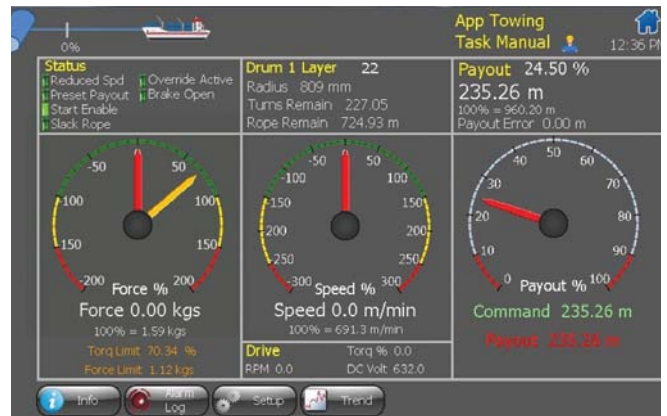 App Towing
Task Manual
12:36 PM
0%
Status
Reduced Spd Override Active
Preset Payout Brake Open
Start Enable
Slack Rope
Drum 1 Layer 22
Radius 809 mm
Turns Remain 227.05
Rope Remain 724.93 m
Payout 24.50 %
235.26 m
100% = 960.20 m
Payout Error 0.00 m
-200 -150 -100 -50 0 50 100 150 200
Force %
Force 0.00 kgs
100% = 1.59 kgs
Torq Limit 70.34 %
Force Limit 1.12 kgs
-300 -250 -200 -150 -100 -50 0 50 100 150 200 250 300
Speed %
Speed 0.0 m/min
100% = 691.3 m/min
Drive Torq % 0.0
RPM 0.0 DC Volt 632.0
0 10 20 30 40 50 60 70 80 90 100
Payout %
Command 235.26 m
Payout 235.26 m
Info
Alarm
Log
Setup
Trend